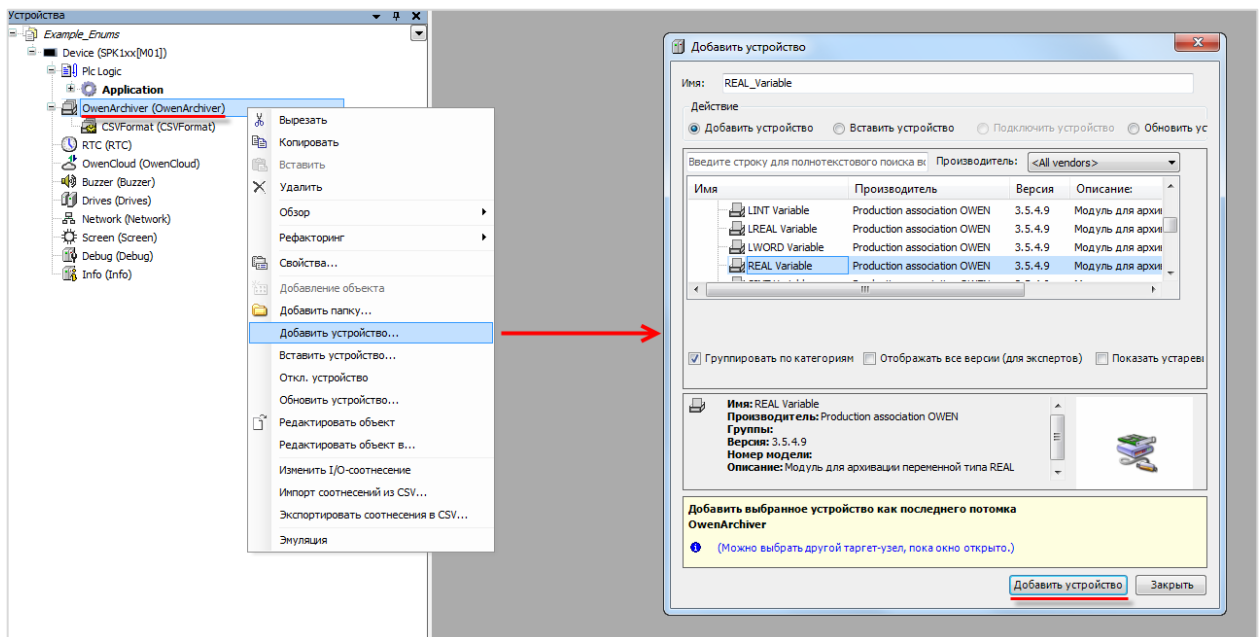 Устройства
Example_Enums
Device (SPK1xx[M01])
Plc Logic
Application
OwenArchiver (OwenArchiver)
CSVFormat (CSVFormat)
RTC (RTC)
OwenCloud (OwenCloud)
Buzzer (Buzzer)
Drives (Drives)
Network (Network)
Screen (Screen)
Debug (Debug)
Info (Info)
Вырезать
Копировать
Вставить
Удалить
Обзор
Рефакторинг
Свойства...
Добавление объекта
Добавить папку...
Добавить устройство...
Вставить устройство...
Откл. устройство
Обновить устройство...
Редактировать объект
Редактировать объект в...
Изменить I/O-соотнесение
Импорт соотнесений из CSV...
Экспортировать соотнесения в CSV...
Эмуляция
Добавить устройство
Имя: REAL_Variable
Действие
Добавить устройство Вставить устройство Подключить устройство Обновить ус
Введите строку для полнотекстового поиска во Производитель: <All vendors>
Имя Производитель Версия Описание:
LINT Variable Production association OWEN 3.5.4.9 Модуль для архи
LREAL Variable Production association OWEN 3.5.4.9 Модуль для архи
LWORD Variable Production association OWEN 3.5.4.9 Модуль для архи
REAL Variable Production association OWEN 3.5.4.9 Модуль для архи
Группировать по категориям Отображать все версии (для экспертов) Показать устареви
Имя: REAL Variable
Производитель: Production association OWEN
Группы:
Версия: 3.5.4.9
Номер модели:
Описание: Модуль для архивации переменной типа REAL
Добавить выбранное устройство как последнего потомка
OwenArchiver
(Можно выбрать другой таргет-узел, пока окно открыто.)
Добавить устройство Закрыть